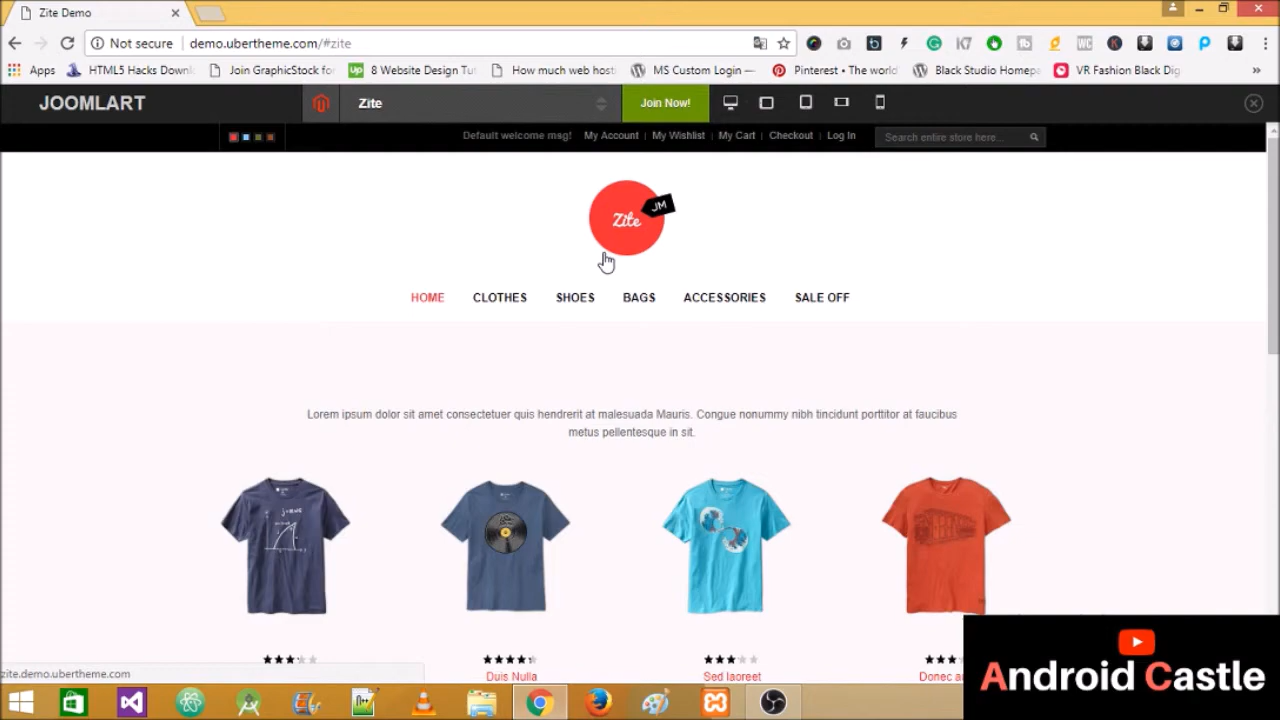 Zite Demo
Not secure demo.ubertheme.com/#zite
Apps HTML5 Hacks Downl Join GraphicStock fo 8 Website Design Tut How much web host MS Custom Login — Pinterest • The world Black Studio Homep VR Fashion Black Dig
JOOMLART Zite Join Now!
Default welcome msg! My Account My Wishlist My Cart Checkout Log In Search entire store here...
Zite JM
HOME CLOTHES SHOES BAGS ACCESSORIES SALE OFF
Lorem ipsum dolor sit amet consectetuer quis hendrerit at malesuada Mauris. Congue nonummy nibh tincidunt porttitor at faucibus
metus pellentesque in sit.
Duis Nulla Sed laoreet Donec au
zite.demo.ubertheme.com
Android Castle